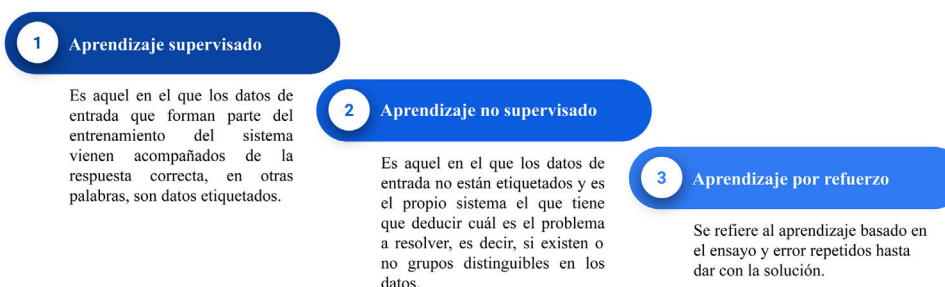 1
Aprendizaje supervisado
Es aquel en el que los datos de
entrada que forman parte del
entrenamiento del sistema
vienen acompañados de la
respuesta correcta, en otras
palabras, son datos etiquetados.
2
Aprendizaje no supervisado
Es aquel en el que los datos de
entrada no están etiquetados y es
el propio sistema el que tiene
que deducir cuál es el problema
a resolver, es decir, si existen o
no grupos distinguibles en los
datos.
3
Aprendizaje por refuerzo
Se refiere al aprendizaje basado en
el ensayo y error repetidos hasta
dar con la solución.